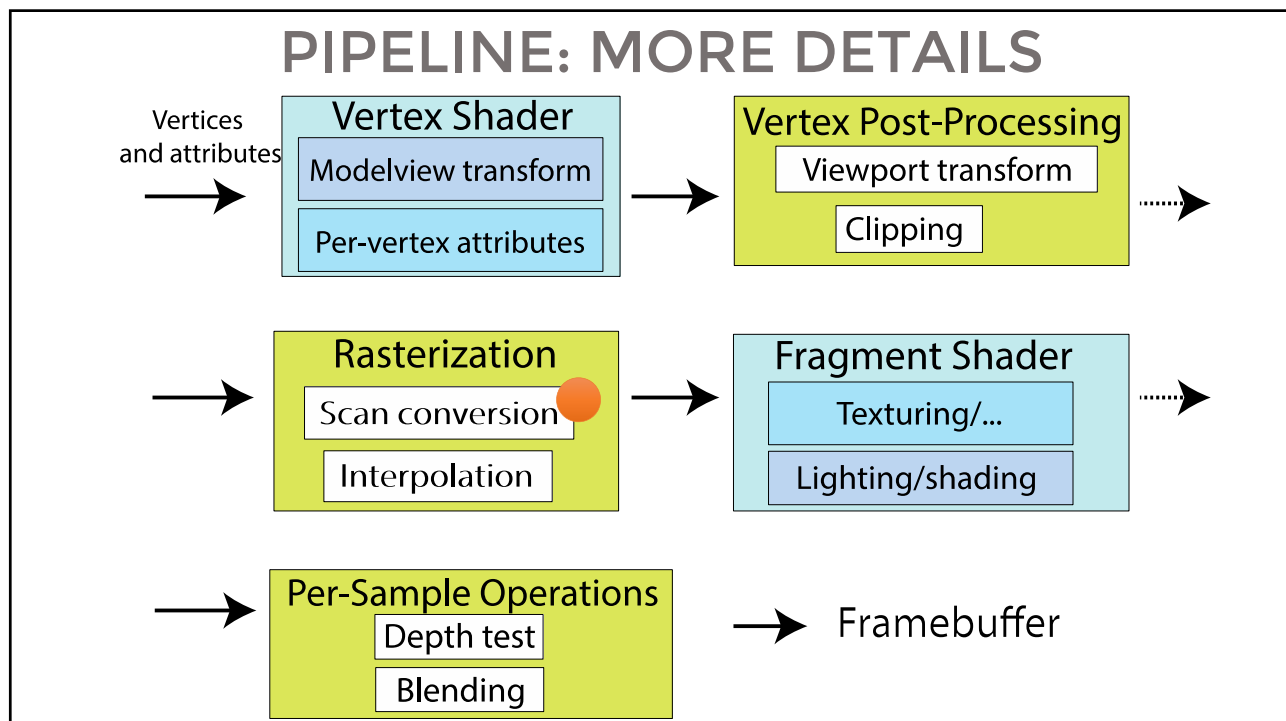 PIPELINE: MORE DETAILS
Vertices
and attributes
Vertex Shader
Modelview transform
Per-vertex attributes
Vertex Post-Processing
Viewport transform
Clipping
Rasterization
Scan conversion
Interpolation
Fragment Shader
Texturing/...
Lighting/shading
Per-Sample Operations
Depth test
Blending
Framebuffer